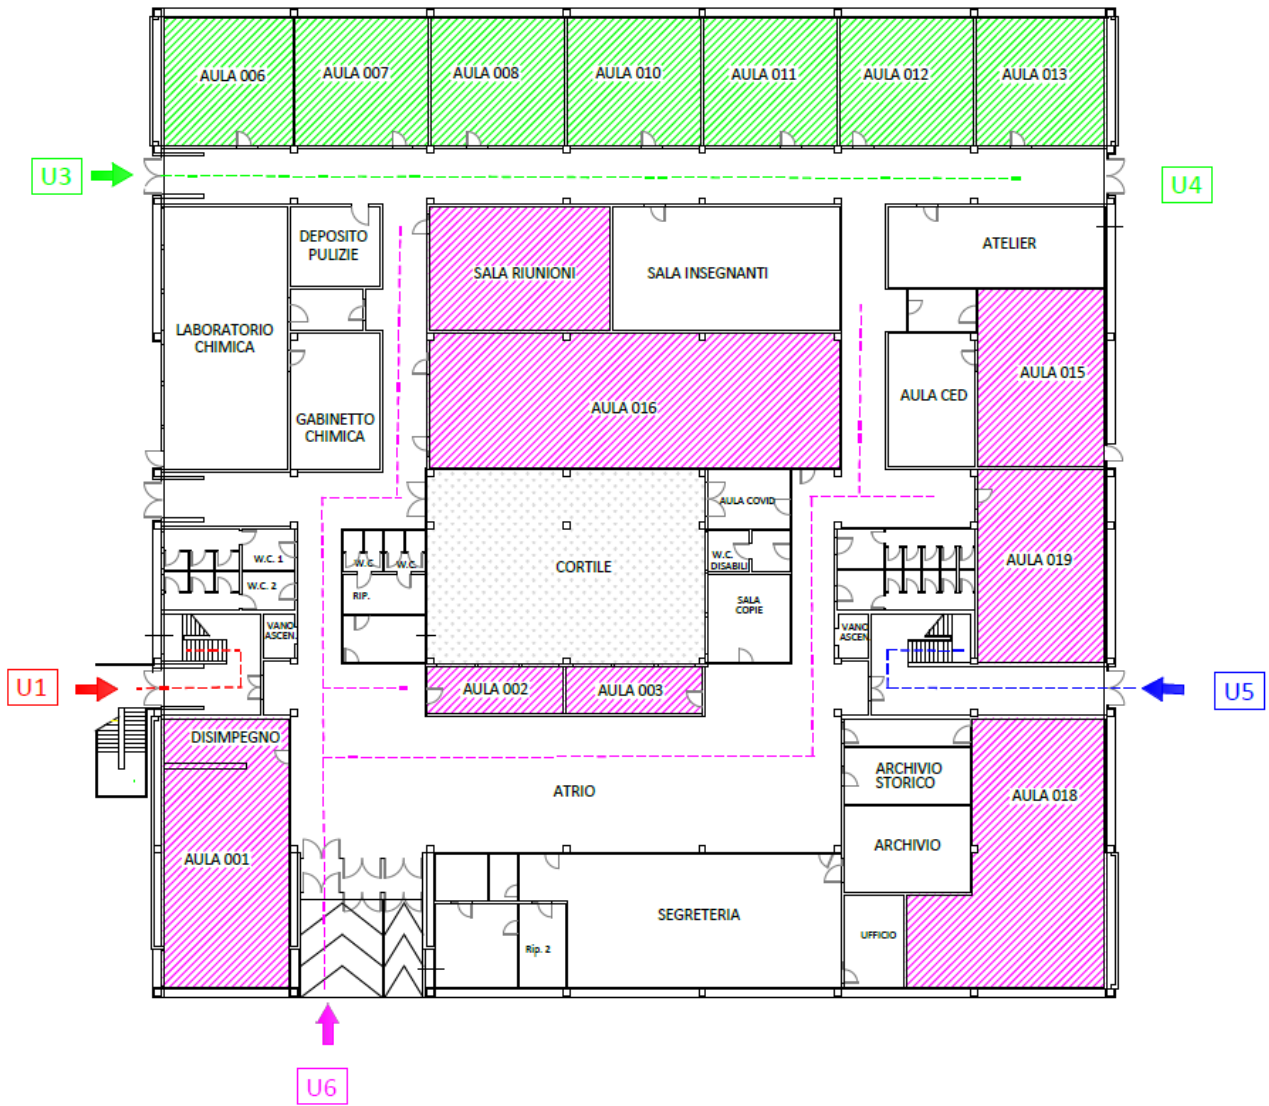 AULA 006
AULA 007
AULA 008
AULA 010
AULA 011
AULA 012
AULA 013
U3
U4
DEPOSITO
PULIZIE
SALA RIUNIONI
SALA INSEGNANTI
ATELIER
LABORATORIO
CHIMICA
AULA 015
AULA CED
AULA 016
GABINETTO
CHIMICA
AULA COVID
W.C. 1
W.C.
W.C.
CORTILE
W.C.
DISABILI
AULA 019
W.C. 2
RIP.
SALA
COPIE
VANO
ASCEN.
VANO
ASCEN.
U1
AULA 002
AULA 003
U5
DISIMPEGNO
ARCHIVIO
STORICO
ATRIO
AULA 018
AULA 001
ARCHIVIO
SEGRETERIA
UFFICIO
Rip. 2
U6